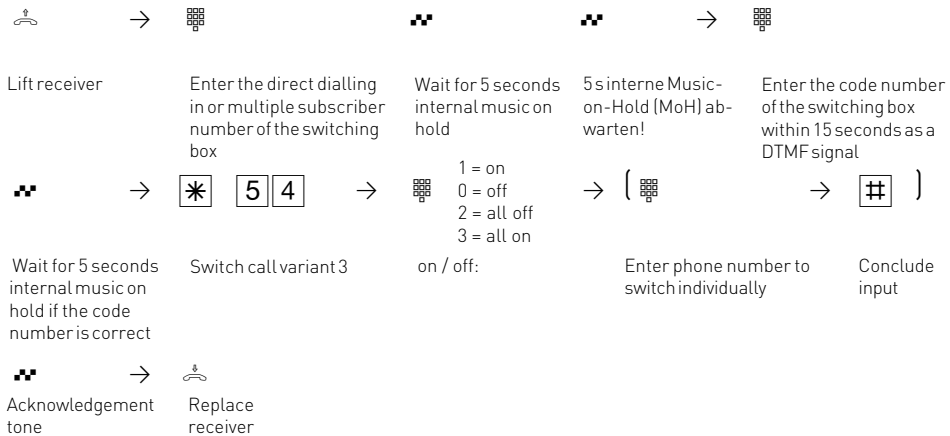 Lift receiver
Enter the direct dialling
in or multiple subscriber
number of the switching
box
Wait for 5 seconds
internal music on
hold
5 s interne Music-
on-Hold (MoH) ab-
warten!
Enter the code number
of the switching box
within 15 seconds as a
DTMF signal
* 5 4
1 = on
0 = off
2 = all off
3 = all on
( # )
Wait for 5 seconds
internal music on
hold if the code
number is correct
Switch call variant 3
on / off:
Enter phone number to
switch individually
Conclude
input
Acknowledgement
tone
Replace
receiver